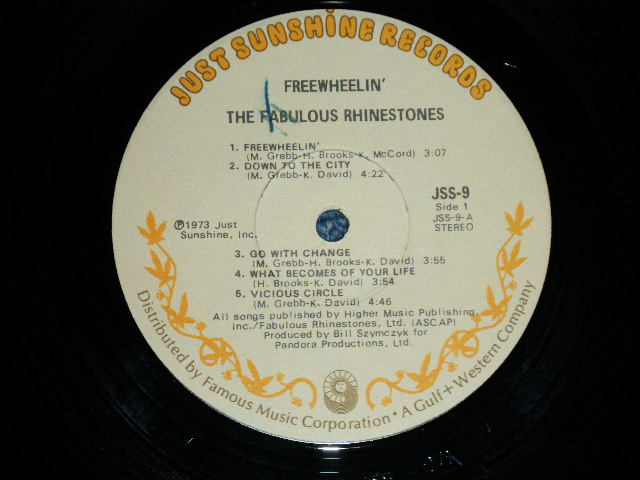 JUST SUNSHINE RECORDS
FREEWHEELIN'
THE FABULOUS RHINESTONES
1. FREEWHEELIN'
(M. Grebb-H. Brooks-K. McCord) 3:07
2. DOWN TO THE CITY
(M. Grebb-K. David) 4:22
JSS-9
Side 1
JSS-9-A
STEREO
℗1973 Just
Sunshine, Inc.
3. GO WITH CHANGE
(M. Grebb-H. Brooks-K. David) 3:55
4. WHAT BECOMES OF YOUR LIFE
(H. Brooks-K. David) 3:54
5. VICIOUS CIRCLE
(M. Grebb-K. David) 4:46
All songs published by Higher Music Publishing,
Inc./Fabulous Rhinestones, Ltd. (ASCAP)
Produced by Bill Szymczyk for
Pandora Productions, Ltd.
Distributed by Famous Music Corporation • A Gulf+Western Company